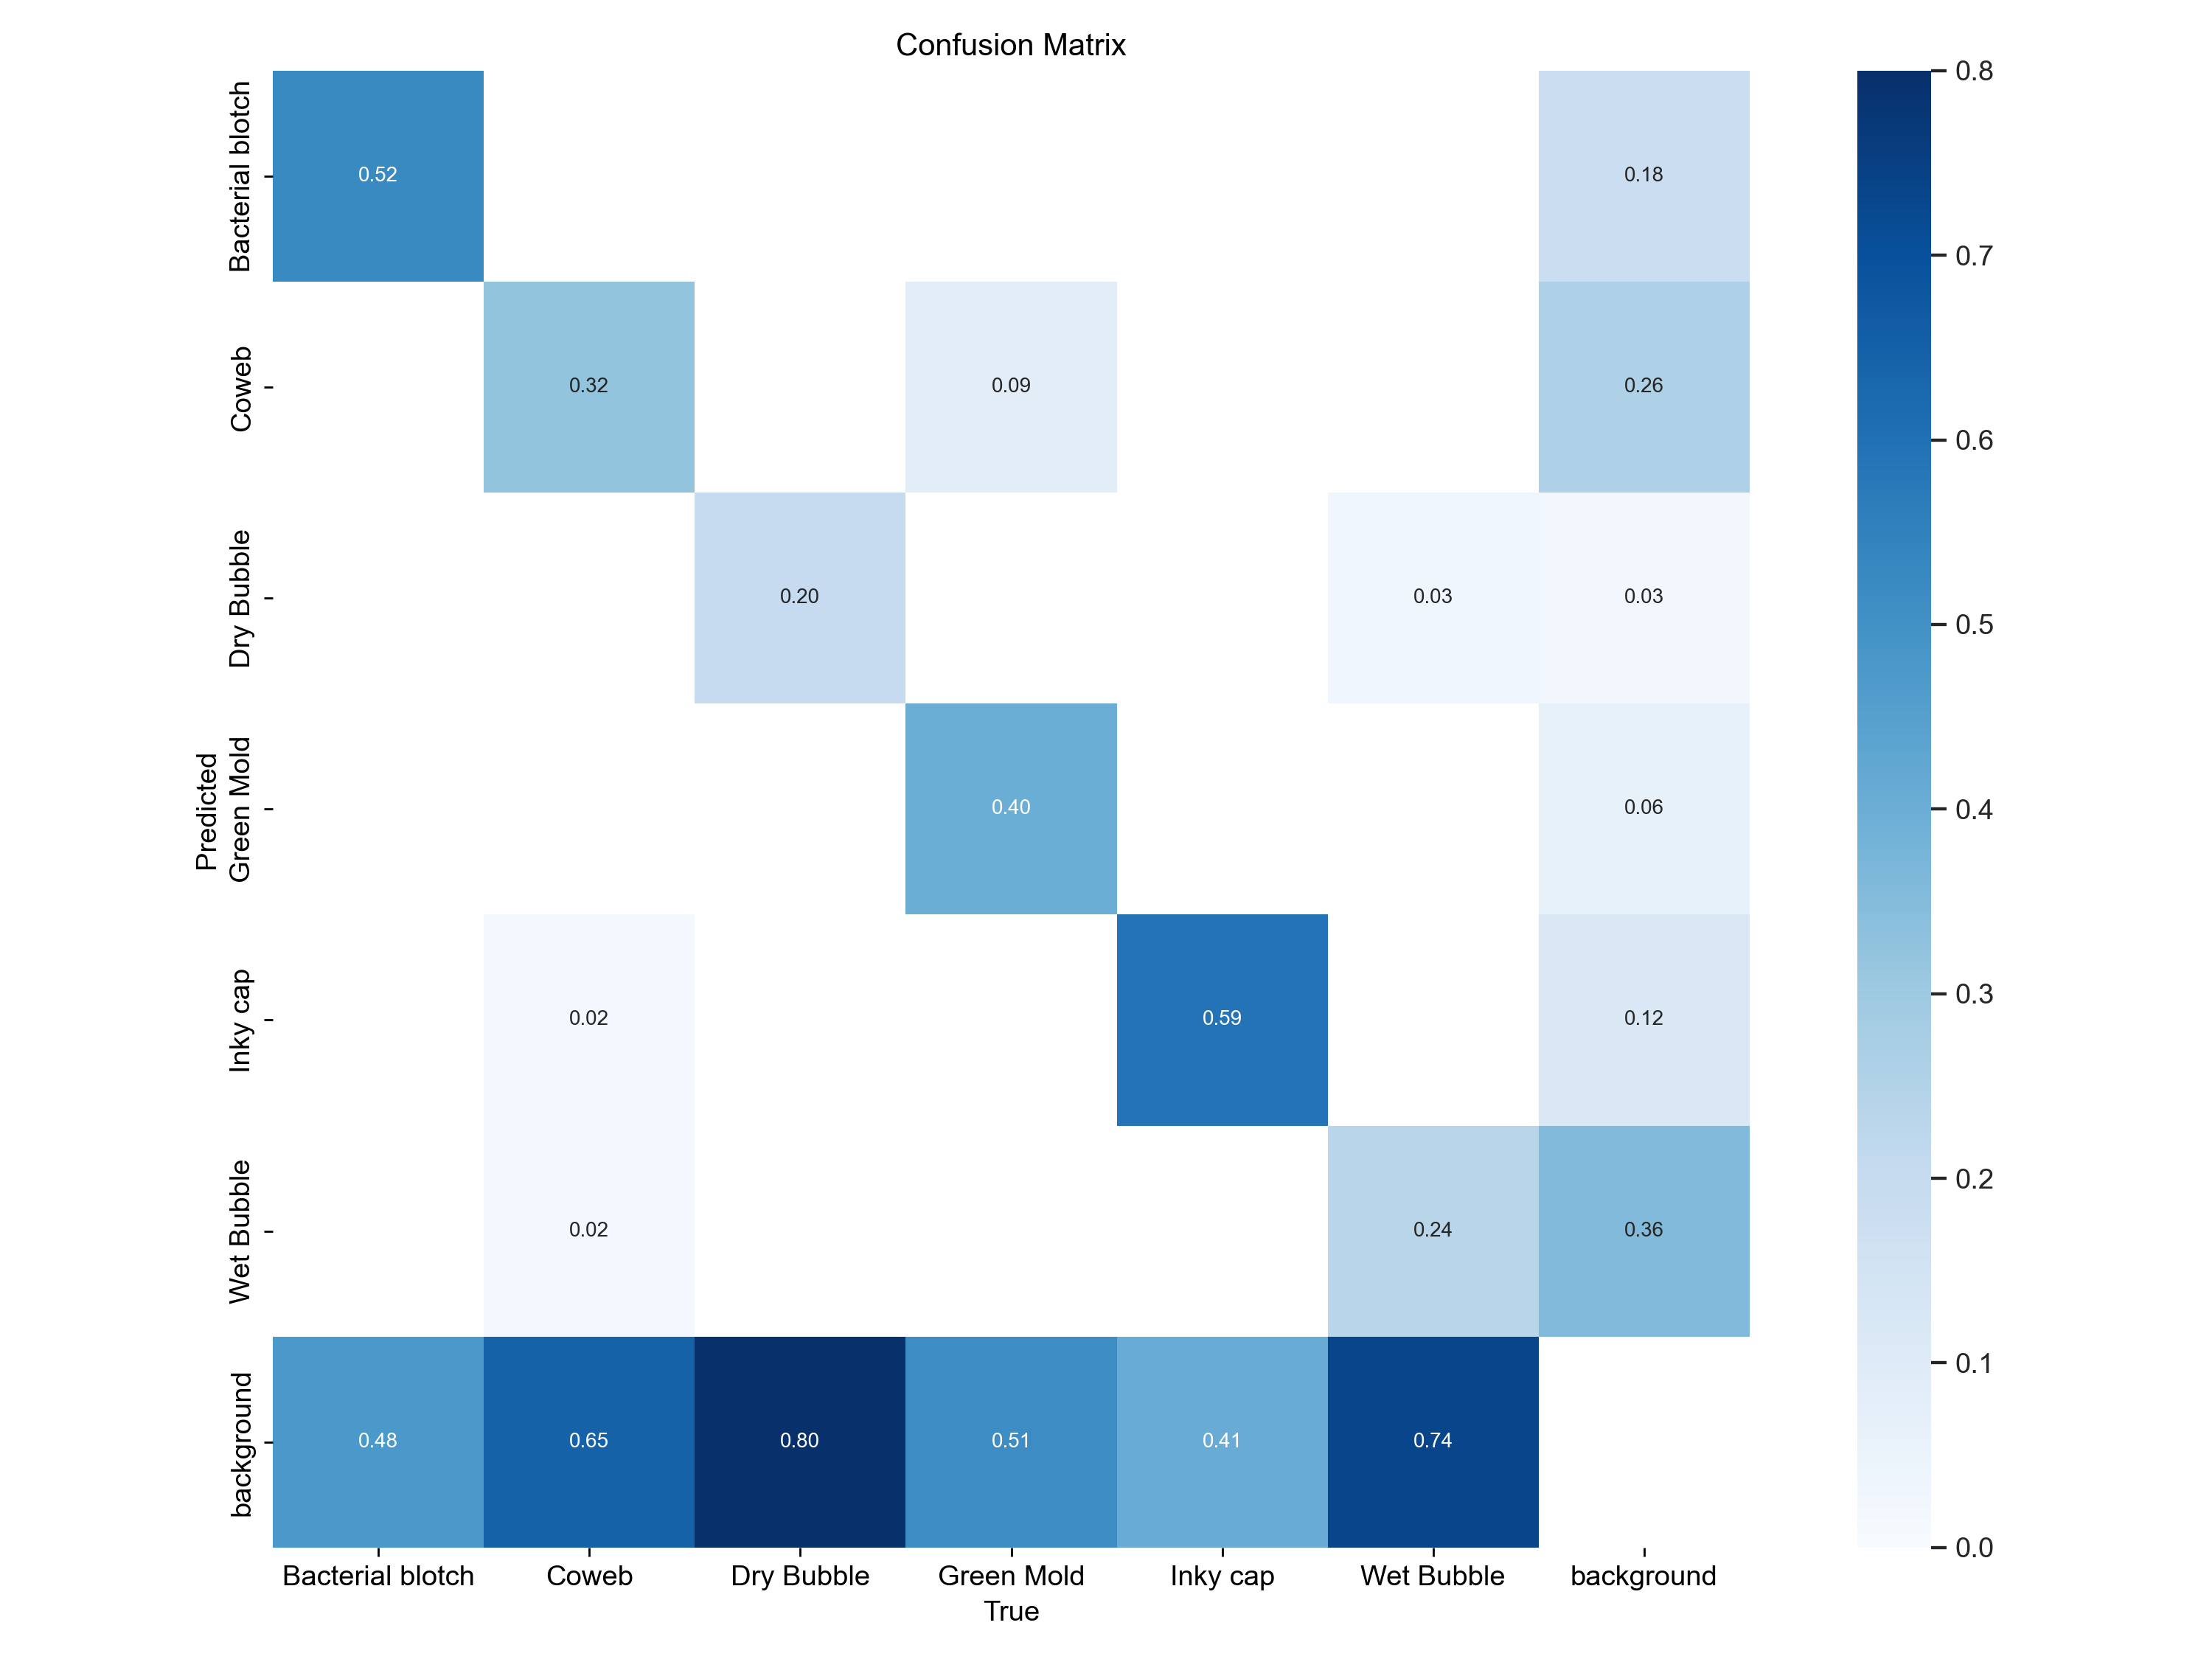 Confusion Matrix
Bacterial blotch
0.52
0.18
0.8
0.7
Coweb
0.32
0.09
0.26
0.6
Dry Bubble
0.20
0.03
0.03
0.5
Predicted
Green Mold
0.40
0.06
0.4
Inky cap
0.02
0.59
0.12
0.3
Wet Bubble
0.02
0.24
0.36
0.2
0.1
background
0.48
0.65
0.80
0.51
0.41
0.74
0.0
Bacterial blotch
Coweb
Dry Bubble
Green Mold
Inky cap
Wet Bubble
background
True